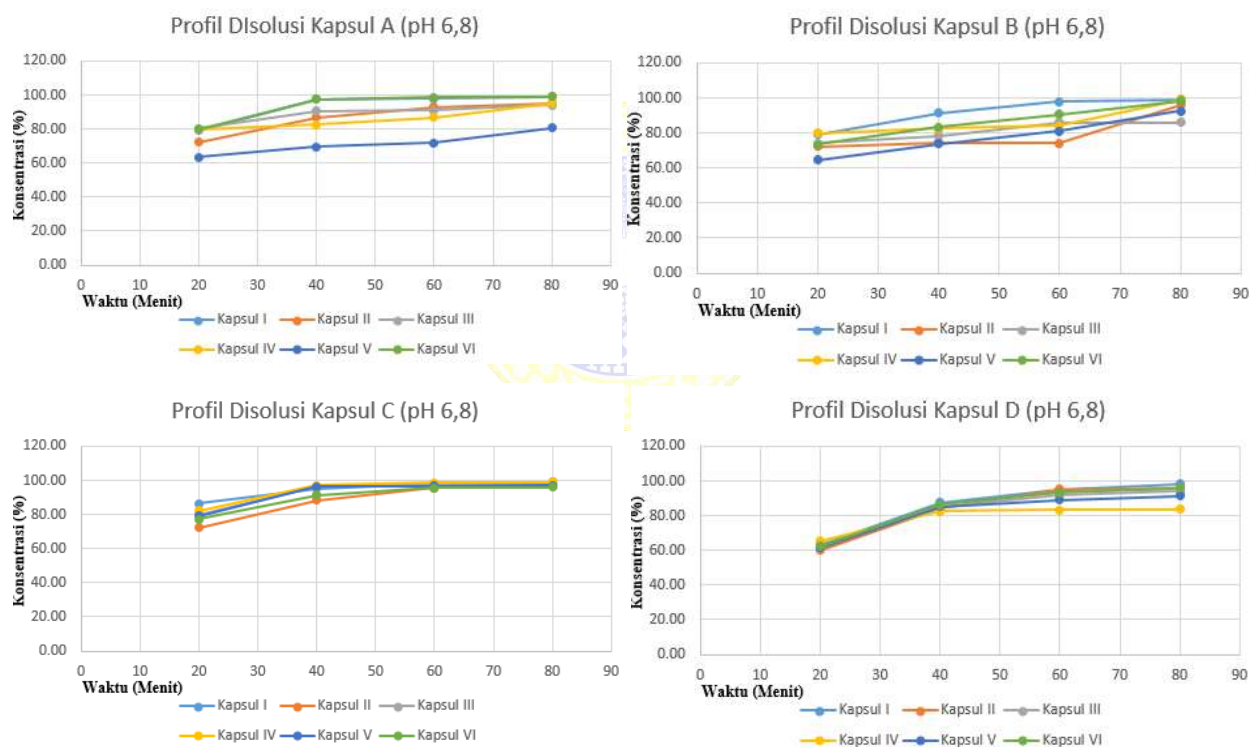 Profil DIsolusi Kapsul A (pH 6,8)
Konsentrasi (%)
120.00
100.00
80.00
60.00
40.00
20.00
0.00
0 10 20 30 40 50 60 70 80 90
Waktu (Menit)
Kapsul I Kapsul II Kapsul III
Kapsul IV Kapsul V Kapsul VI
Profil Disolusi Kapsul B (pH 6,8)
Konsentrasi (%)
120.00
100.00
80.00
60.00
40.00
20.00
0.00
0 10 20 30 40 50 60 70 80 90
Waktu (Menit)
Kapsul I Kapsul II Kapsul III
Kapsul IV Kapsul V Kapsul VI
Profil Disolusi Kapsul C (pH 6,8)
Konsentrasi (%)
120.00
100.00
80.00
60.00
40.00
20.00
0.00
0 10 20 30 40 50 60 70 80 90
Waktu (Menit)
Kapsul I Kapsul II Kapsul III
Kapsul IV Kapsul V Kapsul VI
Profil Disolusi Kapsul D (pH 6,8)
Konsentrasi (%)
120.00
100.00
80.00
60.00
40.00
20.00
0.00
0 10 20 30 40 50 60 70 80 90
Waktu (Menit)
Kapsul I Kapsul II Kapsul III
Kapsul IV Kapsul V Kapsul VI